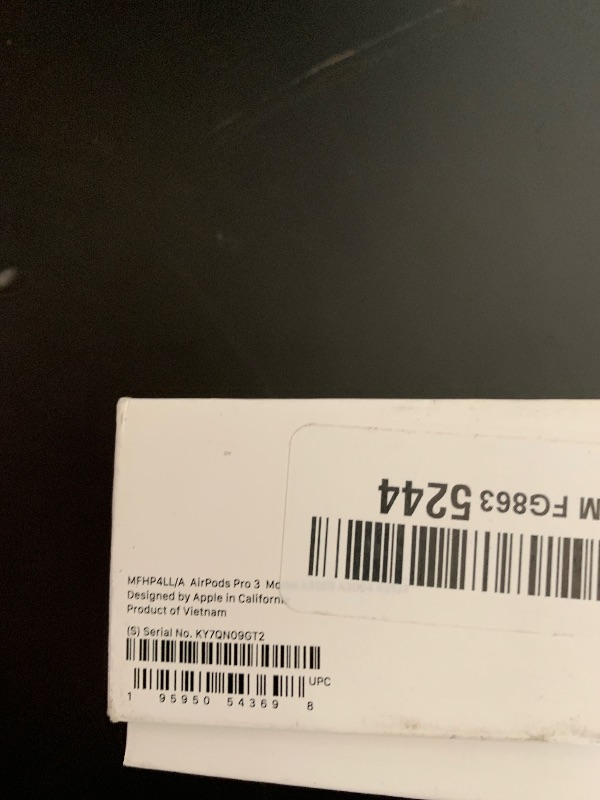 M FG863 5244
MFHP4LL/A AirPods Pro 3
Designed by Apple in California
Product of Vietnam
(S) Serial No. KY7QN09GT2
UPC
1 95950 54369 8